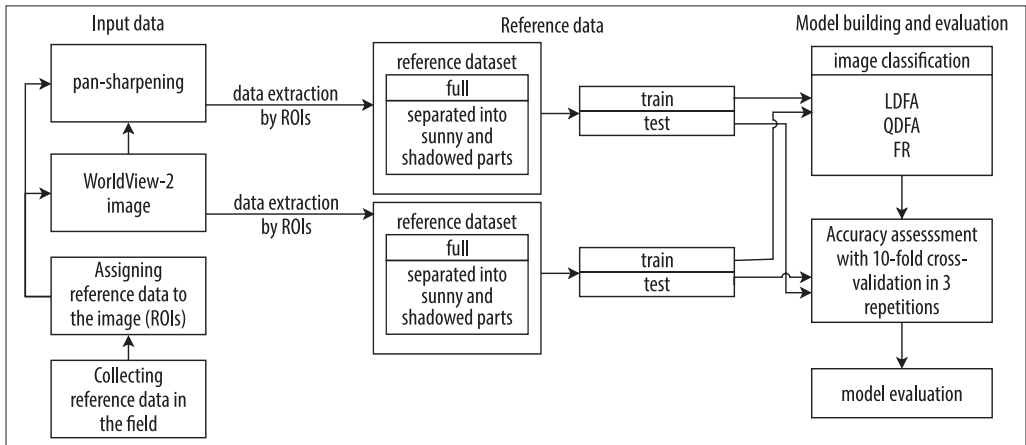 Input data
Reference data
Model building and evaluation
pan-sharpening
WorldView-2
image
Assigning
reference data to
the image (ROIs)
Collecting
reference data in
the field
data extraction
by ROIs
data extraction
by ROIs
reference dataset
full
separated into
sunny and
shadowed parts
reference dataset
full
separated into
sunny and
shadowed parts
train
test
train
test
image classification
LDFA
QDFA
FR
Accuracy assesssment
with 10-fold cross-
validation in 3
repetitions
model evaluation